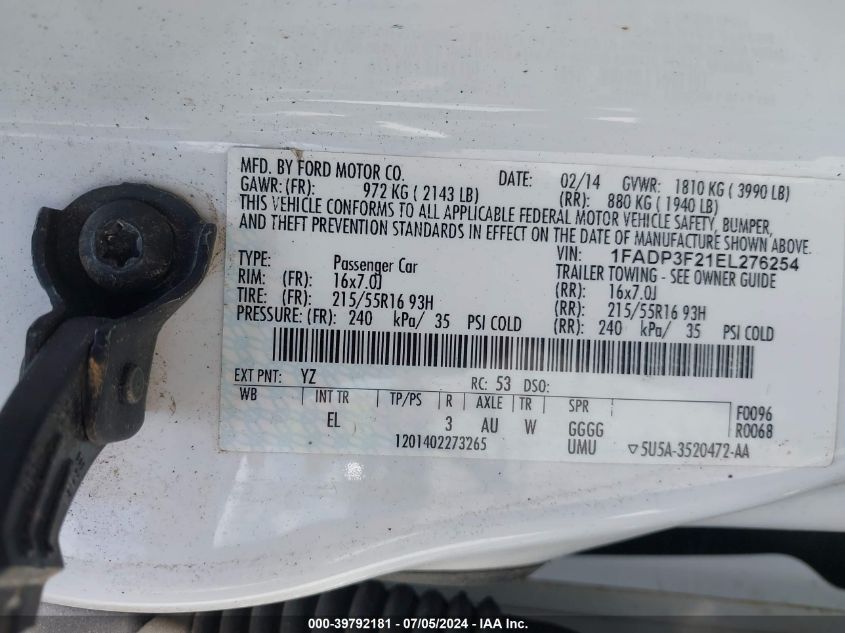 MFD. BY FORD MOTOR CO. DATE: 02/14 GVWR: 1810 KG ( 3990 LB)
GAWR: (FR): 972 KG ( 2143 LB) (RR): 880 KG ( 1940 LB)
THIS VEHICLE CONFORMS TO ALL APPLICABLE FEDERAL MOTOR VEHICLE SAFETY, BUMPER,
AND THEFT PREVENTION STANDARDS IN EFFECT ON THE DATE OF MANUFACTURE SHOWN ABOVE.
VIN: 1FADP3F21EL276254
TYPE: Passenger Car TRAILER TOWING - SEE OWNER GUIDE
RIM: (FR): 16x7.0J (RR): 16x7.0J
TIRE: (FR): 215/55R16 93H (RR): 215/55R16 93H
PRESSURE: (FR): 240 kPa/ 35 PSI COLD (RR): 240 kPa/ 35 PSI COLD
EXT PNT: YZ RC: 53 DSO:
WB INT TR TP/PS R AXLE TR SPR F0096
EL 3 AU W GGGG R0068
1201402273265 UMU ▽5U5A-3520472-AA
000-39792181 - 07/05/2024 - IAA Inc.